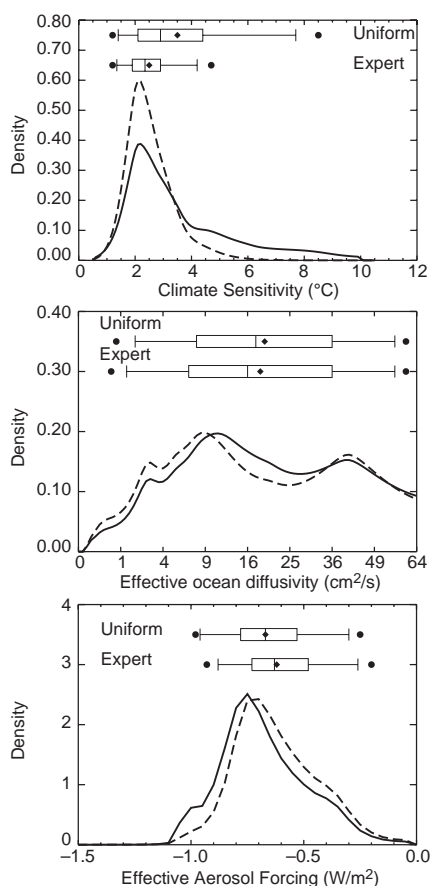 0.80
Uniform
0.70
Expert
0.60
0.50
0.40
0.30
0.20
0.10
0.00
0 2 4 6 8 10 12
Density
Climate Sensitivity (°C)
0.40
Uniform
Expert
0.30
0.20
0.10
0.00
0 1 4 9 16 25 36 49 64
Density
Effective ocean diffusivity (cm²/s)
4
Uniform
3
Expert
2
1
0
−1.5 −1.0 −0.5 0.0
Density
Effective Aerosol Forcing (W/m²)